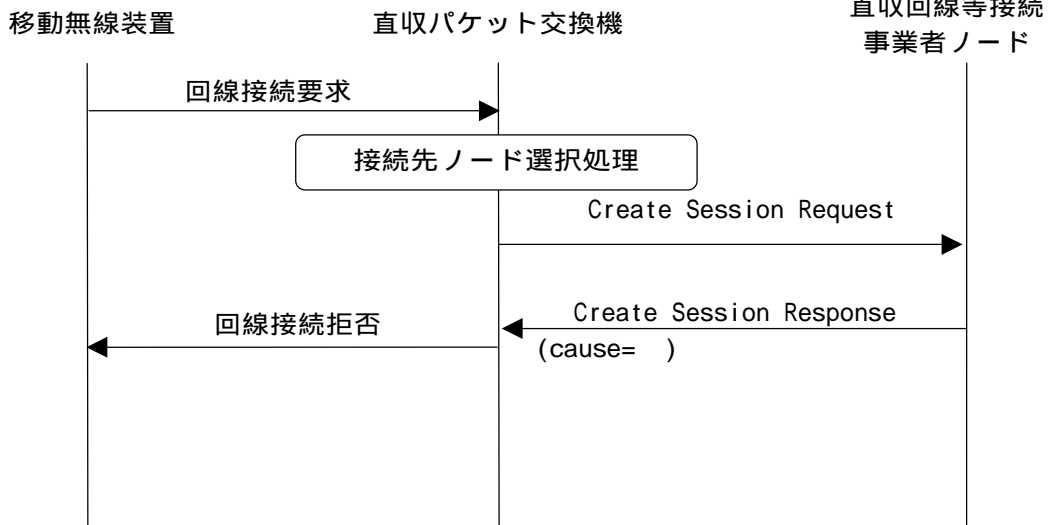 移動無線装置
直収パケット交換機
直収回線等接続
事業者ノード
回線接続要求
接続先ノード選択処理
Create Session Request
Create Session Response
(cause=　)
回線接続拒否